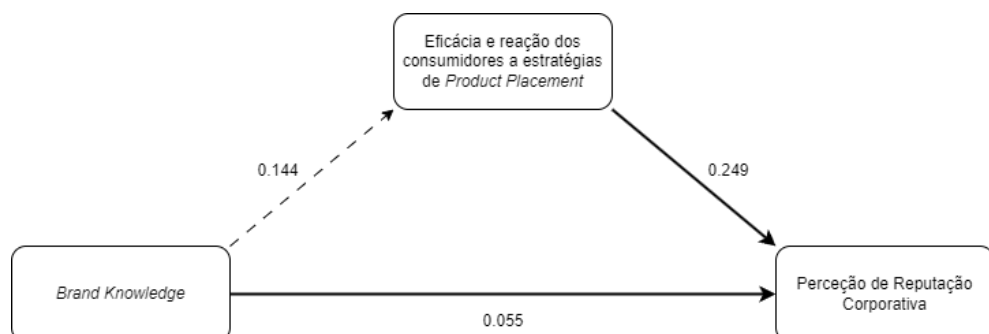 Eficácia e reação dos
consumidores a estratégias
de Product Placement
0.144
0.249
Brand Knowledge
Perceção de Reputação
Corporativa
0.055